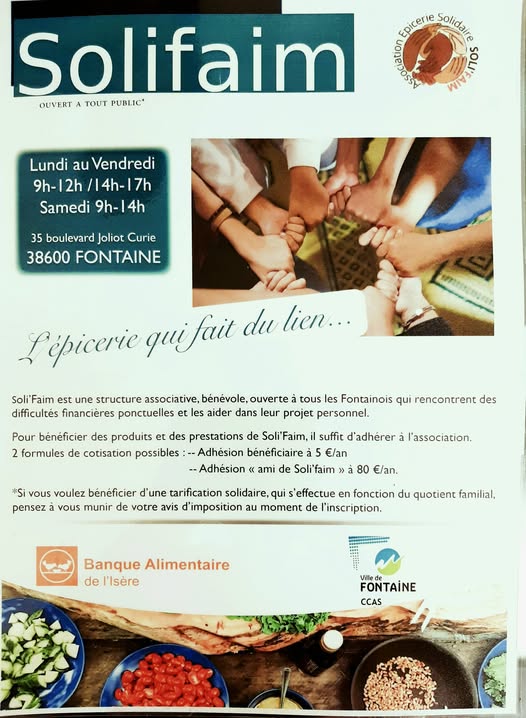 Solifaim
OUVERT A TOUT PUBLIC*
Association Epicerie Solidaire SOLIFAIM
Lundi au Vendredi
9h-12h /14h-17h
Samedi 9h-14h
35 boulevard Joliot Curie
38600 FONTAINE
L'épicerie qui fait du lien...
Soli'Faim est une structure associative, bénévole, ouverte à tous les Fontainois qui rencontrent des
difficultés financières ponctuelles et les aider dans leur projet personnel.
Pour bénéficier des produits et des prestations de Soli'Faim, il suffit d'adhérer à l'association.
2 formules de cotisation possibles : -- Adhésion bénéficiaire à 5 €/an
-- Adhésion « ami de Soli'faim » à 80 €/an.
*Si vous voulez bénéficier d'une tarification solidaire, qui s'effectue en fonction du quotient familial,
pensez à vous munir de votre avis d'imposition au moment de l'inscription.
Banque Alimentaire
de l'Isère
Ville de
FONTAINE
CCAS